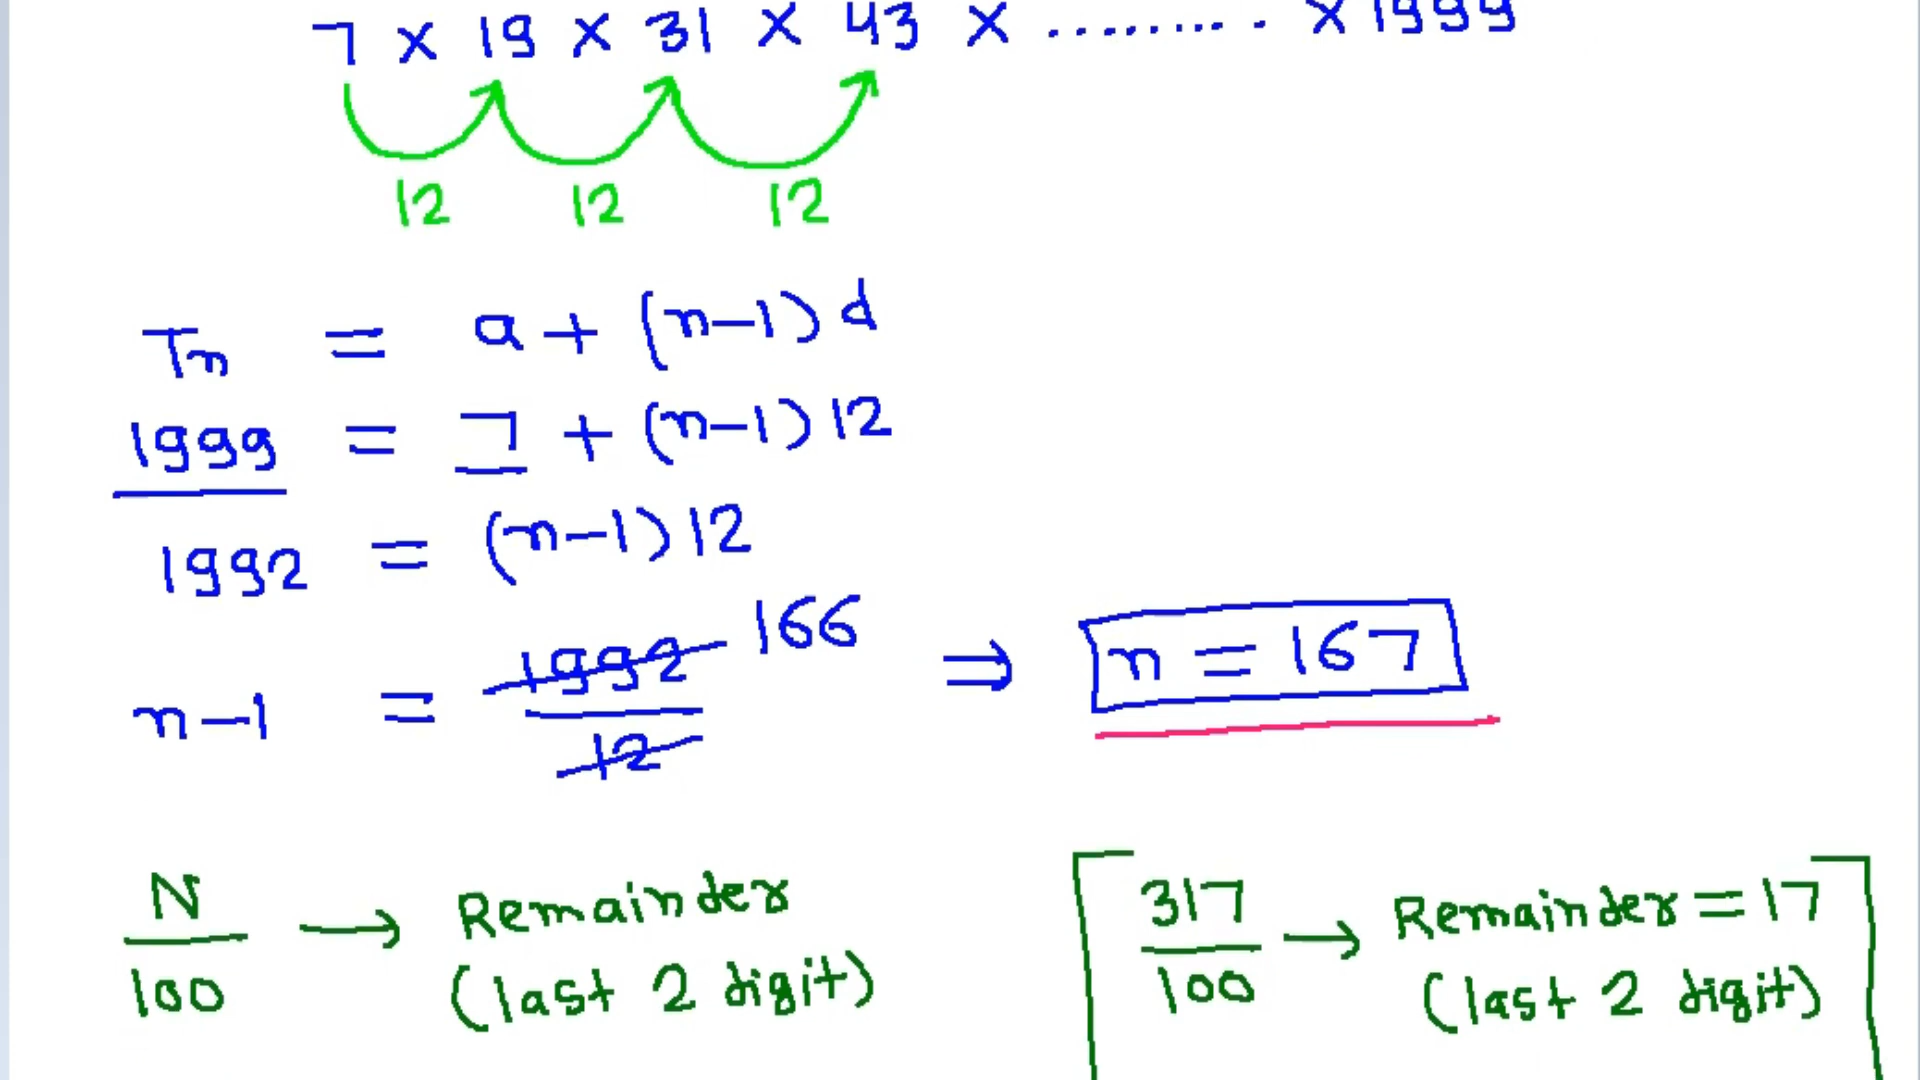 7 × 19 × 31 × 43 × ......... × 1999
12 12 12
Tn = a + (n-1)d
1999 = 7 + (n-1)12
1992 = (n-1)12
n-1 = 1992/12 166 ⇒ n = 167
N/100 → Remainder (last 2 digit)
[317/100 → Remainder = 17 (last 2 digit)]